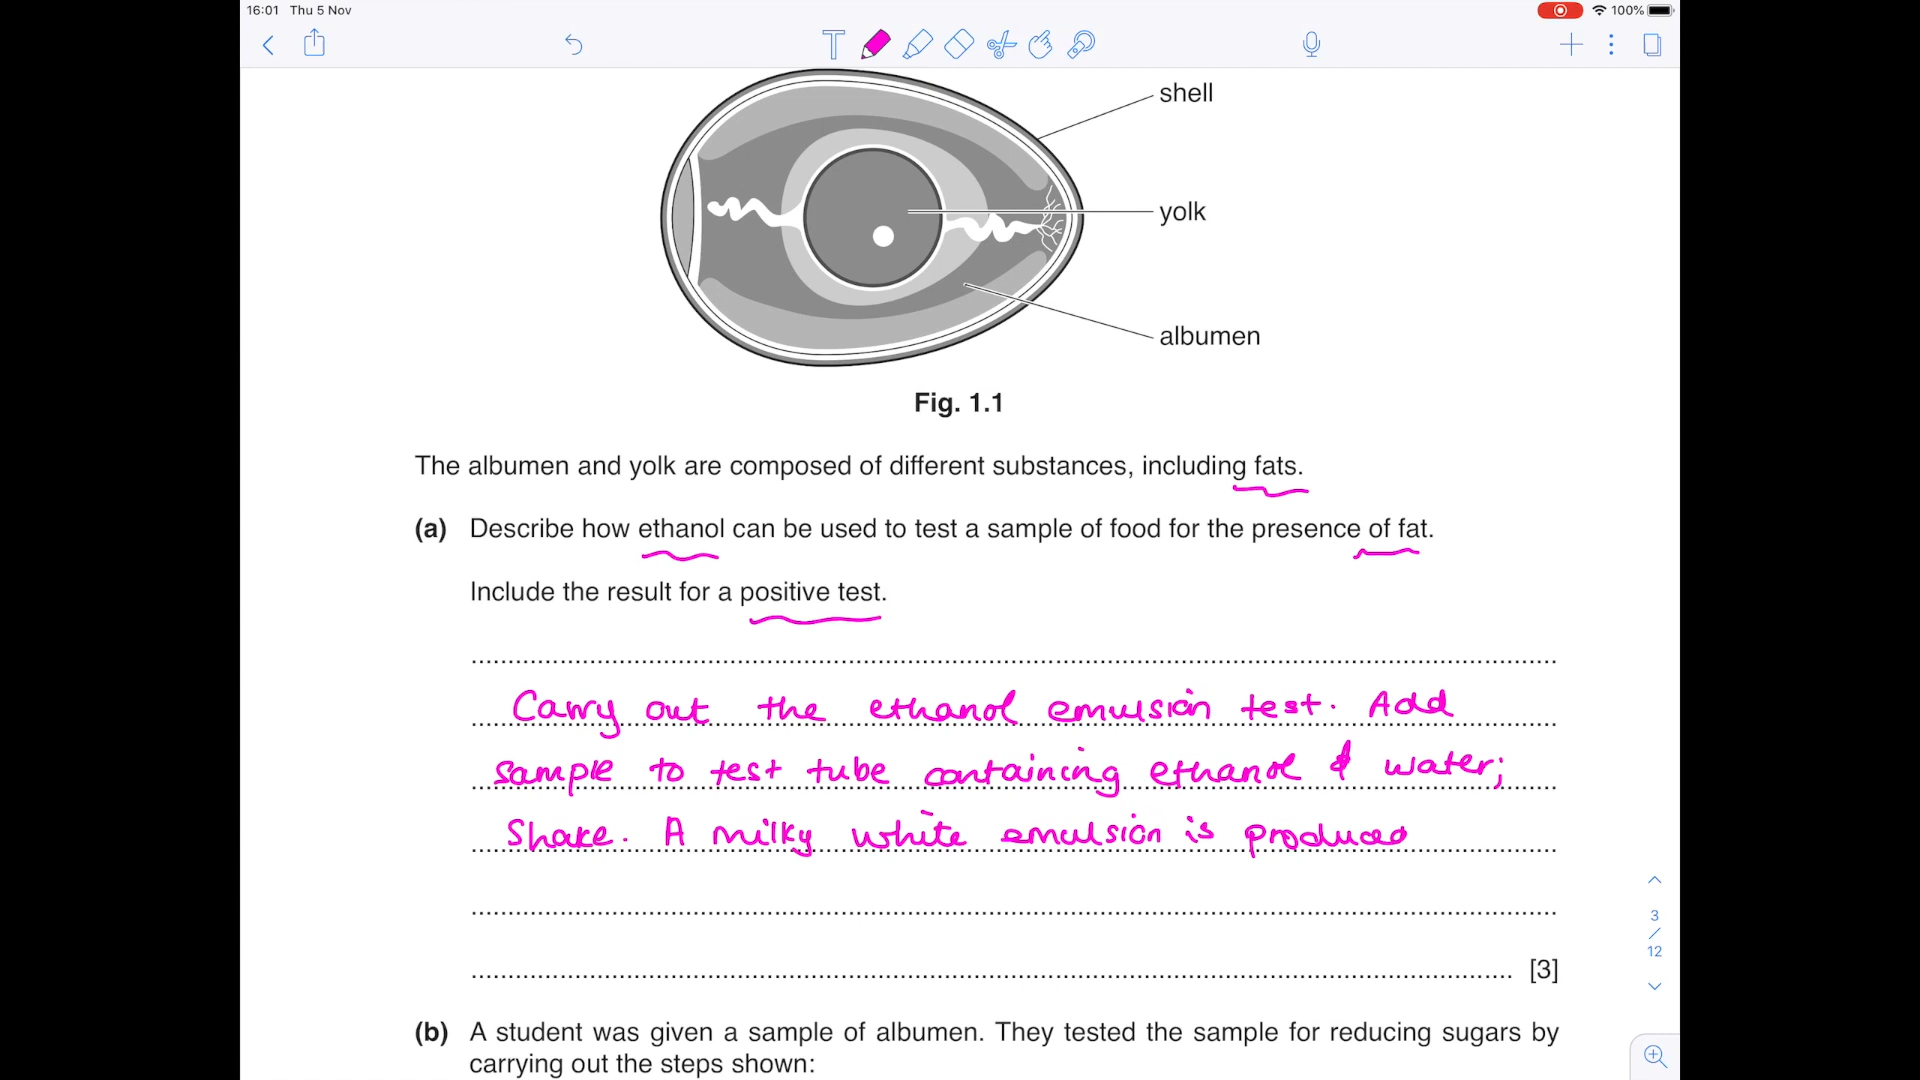 16:01 Thu 5 Nov
100%
T
shell
yolk
albumen
Fig. 1.1
The albumen and yolk are composed of different substances, including fats.
(a) Describe how ethanol can be used to test a sample of food for the presence of fat.
Include the result for a positive test.
Carry out the ethanol emulsion test. Add
sample to test tube containing ethanol & water;
Shake. A milky white emulsion is produced
[3]
3
/
12
(b) A student was given a sample of albumen. They tested the sample for reducing sugars by
carrying out the steps shown: